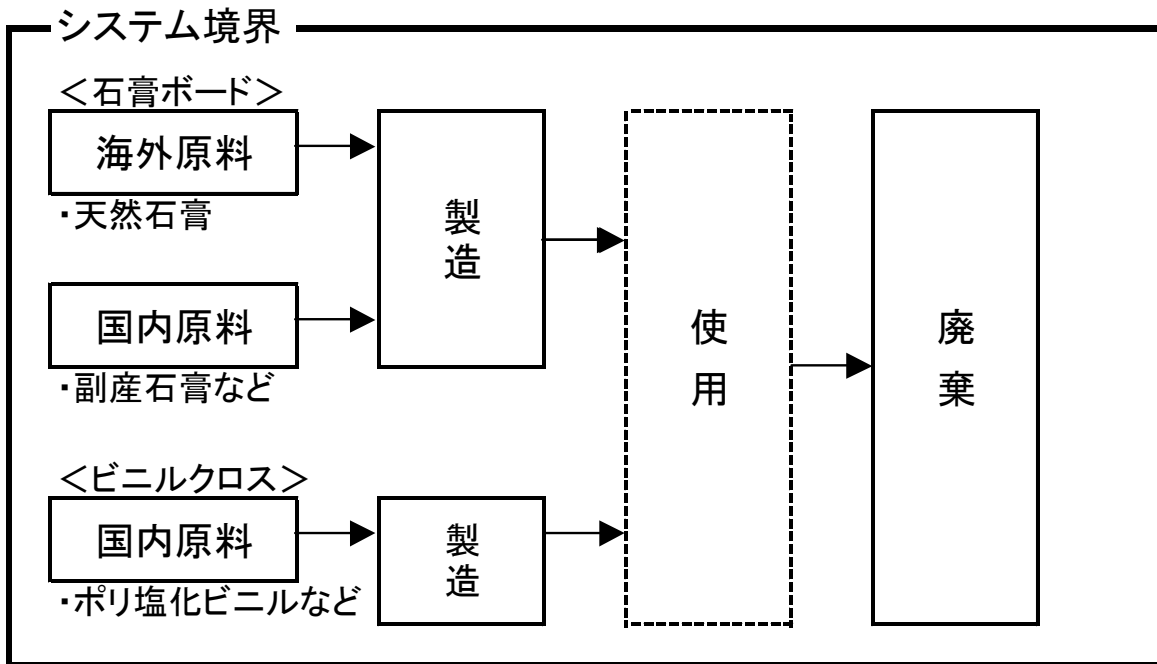 システム境界
＜石膏ボード＞
海外原料
・天然石膏
国内原料
・副産石膏など
製造
＜ビニルクロス＞
国内原料
・ポリ塩化ビニルなど
製造
使用
廃棄